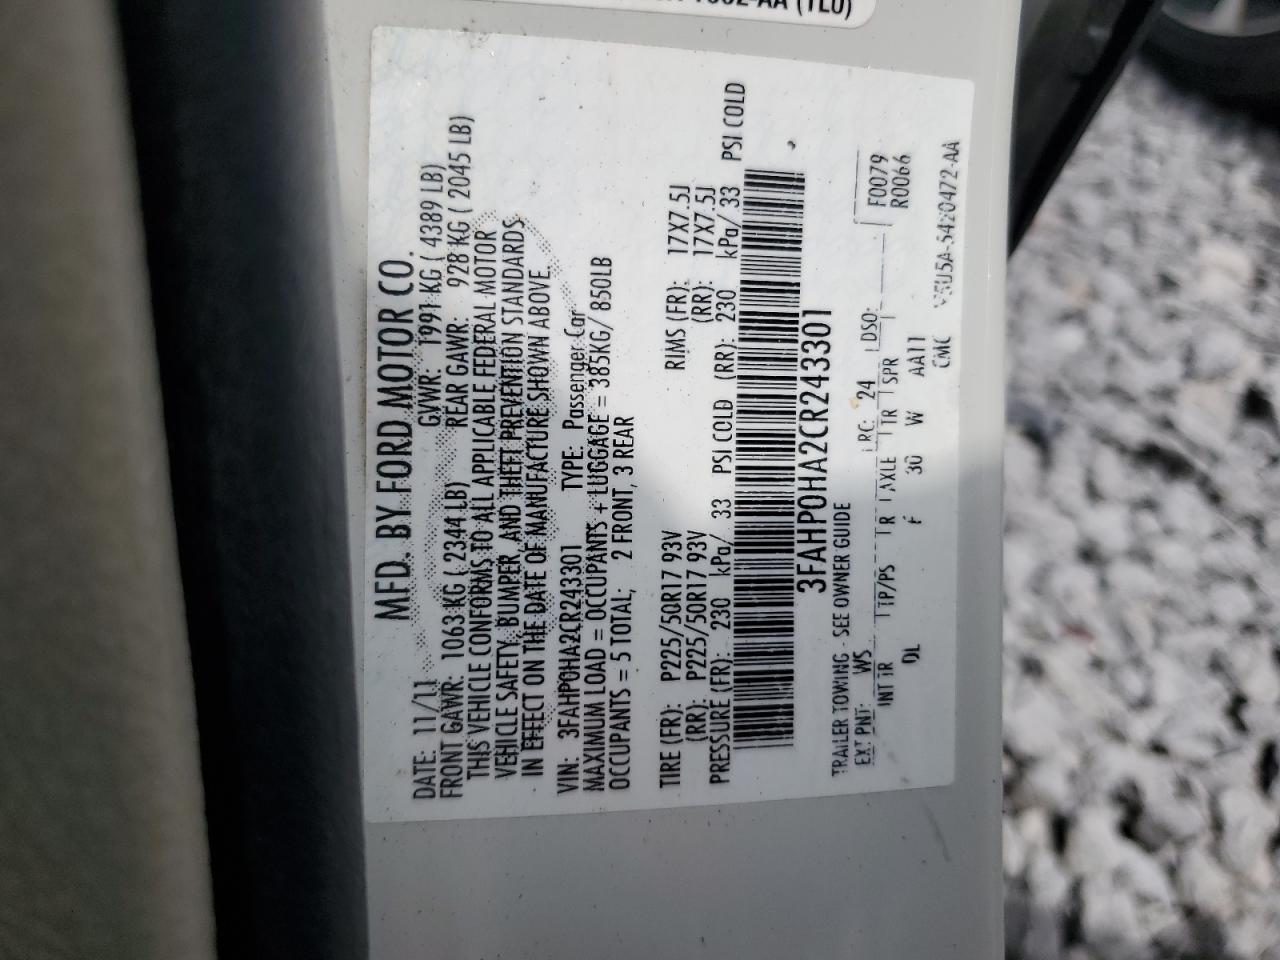 -AA (TLO)
MFD. BY FORD MOTOR CO.
DATE: 11/11 GVWR: 1991 KG ( 4389 LB)
FRONT GAWR: 1063 KG ( 2344 LB) REAR GAWR: 928 KG ( 2045 LB)
THIS VEHICLE CONFORMS TO ALL APPLICABLE FEDERAL MOTOR
VEHICLE SAFETY, BUMPER, AND THEFT PREVENTION STANDARDS
IN EFFECT ON THE DATE OF MANUFACTURE SHOWN ABOVE.
VIN: 3FAHP0HA2CR243301 TYPE: Passenger Car
MAXIMUM LOAD = OCCUPANTS + LUGGAGE = 385KG/ 850LB
OCCUPANTS = 5 TOTAL; 2 FRONT, 3 REAR
TIRE (FR): P225/50R17 93V RIMS (FR): 17X7.5J
(RR): P225/50R17 93V (RR): 17X7.5J
PRESSURE (FR): 230 kPa/ 33 PSI COLD (RR): 230 kPa/ 33 PSI COLD
3FAHP0HA2CR243301
TRAILER TOWING - SEE OWNER GUIDE
EXT PNT: WS RC: 24 DSO: F0079
INT TR TP/PS R AXLE TR SPR R0066
DL F 30 W AA11
CMC 5420472-AA